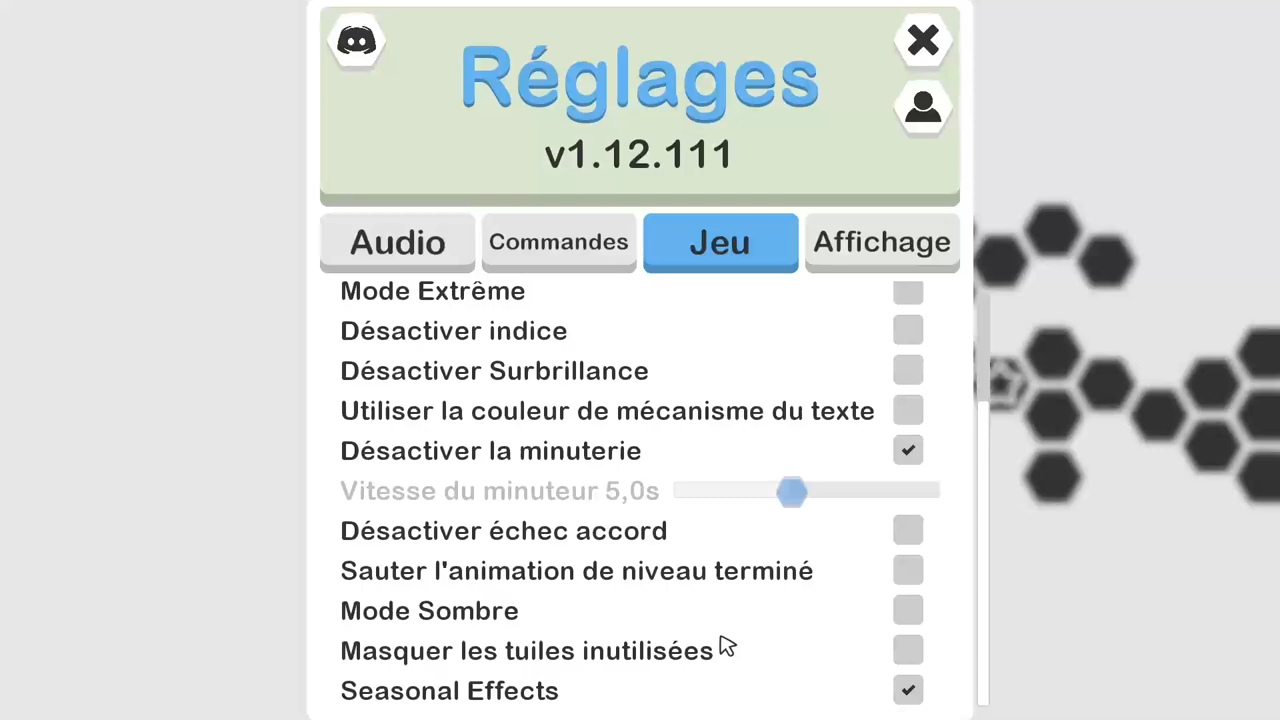 Réglages
v1.12.111
Audio
Commandes
Jeu
Affichage
Mode Extrême
Désactiver indice
Désactiver Surbrillance
Utiliser la couleur de mécanisme du texte
Désactiver la minuterie
Vitesse du minuteur 5,0s
Désactiver échec accord
Sauter l'animation de niveau terminé
Mode Sombre
Masquer les tuiles inutilisées
Seasonal Effects